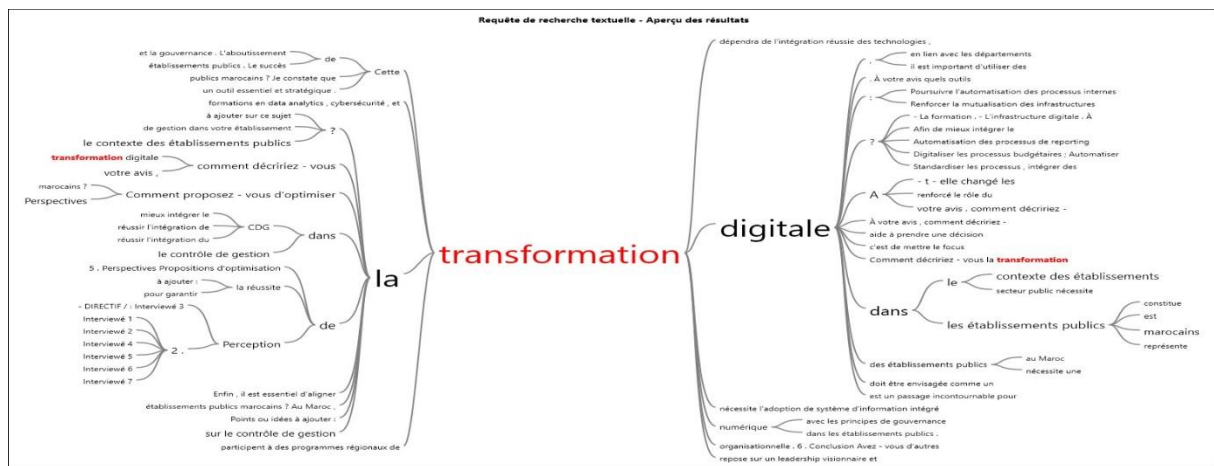 Requête de recherche textuelle - Aperçu des résultats
et la gouvernance . L'aboutissement
établissements publics . Le succès
de
publics marocains ? Je constate que
un outil essentiel et stratégique .
Cette
formations en data analytics , cybersécurité , et
à ajouter sur ce sujet
de gestion dans votre établissement
le contexte des établissements publics
?
transformation digitale
votre avis ,
comment décririez - vous
marocains ?
Perspectives
Comment proposez - vous d'optimiser
mieux intégrer le
réussir l'intégration de
réussir l'intégration du
CDG
le contrôle de gestion
dans
5 . Perspectives Propositions d'optimisation
à ajouter :
pour garantir
la réussite
- DIRECTIF / : Interviewé 3
Interviewé 1
Interviewé 2
Interviewé 4
Interviewé 5
Interviewé 6
Interviewé 7
2 .
Perception
de
Enfin , il est essentiel d'aligner
établissements publics marocains ? Au Maroc ,
Points ou idées à ajouter :
sur le contrôle de gestion
la
participent à des programmes régionaux de
transformation
dépendra de l'intégration réussie des technologies ,
digitale
,
en lien avec les départements
il est important d'utiliser des
. À votre avis quels outils
:
Poursuivre l'automatisation des processus internes
Renforcer la mutualisation des infrastructures
?
- La formation . - L'infrastructure digitale . À
Afin de mieux intégrer le
Automatisation des processus de reporting
Digitaliser les processus budgétaires ; Automatiser
Standardiser les processus , intégrer des
A
- t - elle changé les
renforcé le rôle du
votre avis , comment décririez -
À votre avis , comment décririez -
aide à prendre une décision
c'est de mettre le focus
Comment décririez - vous la transformation
dans
le
contexte des établissements
secteur public nécessite
les établissements publics
constitue
est
marocains
représente
des établissements publics
au Maroc
nécessite une
doit être envisagée comme un
est un passage incontournable pour
nécessite l'adoption de système d'information intégré
numérique
avec les principes de gouvernance
dans les établissements publics .
organisationnelle . 6 . Conclusion Avez - vous d'autres
repose sur un leadership visionnaire et